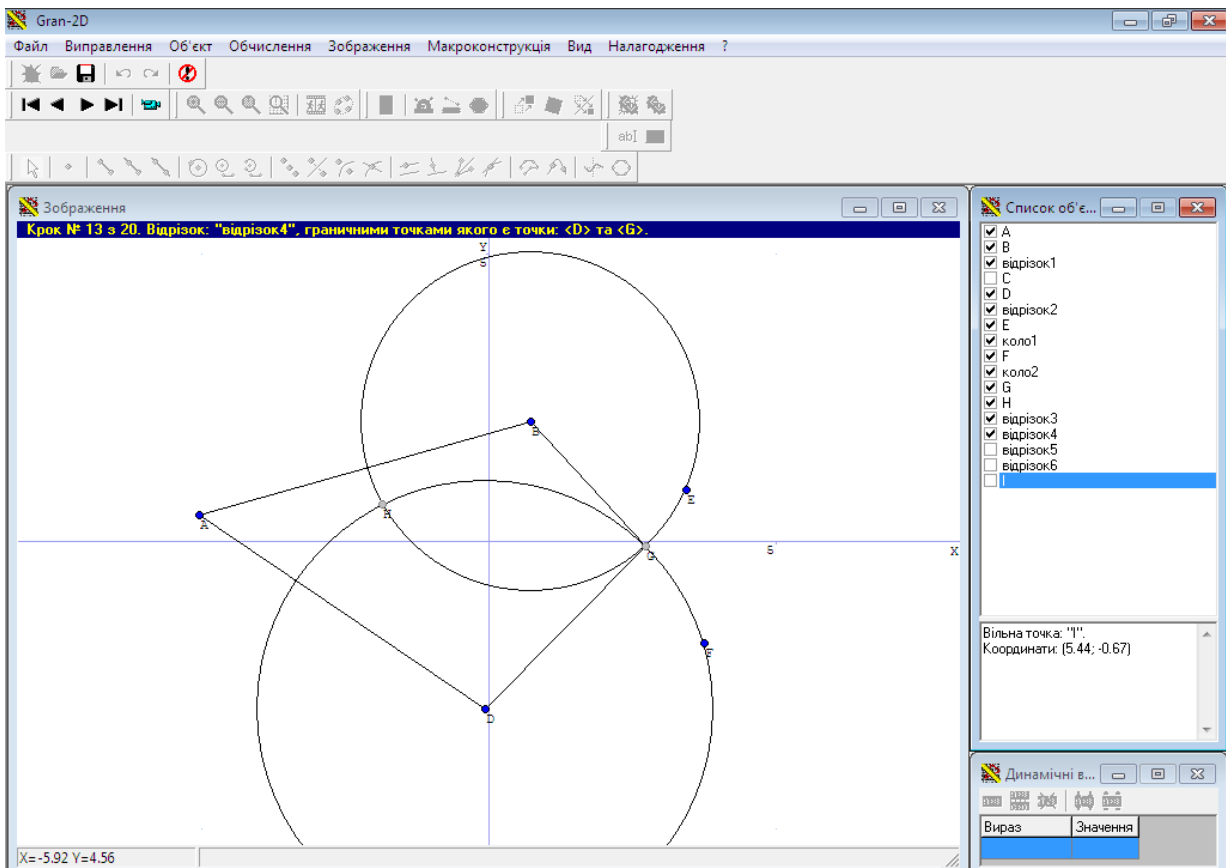 Gran-2D
Файл Виправлення Об'єкт Обчислення Зображення Макроконструкція Вид Налагодження ?
abI
Зображення
Крок № 13 з 20. Відрізок: "відрізок4", граничними точками якого є точки: <D> та <G>.
Y
5
B
E
H
A
G
5
X
F
D
X= -5.92 Y=4.56
Список об'є...
A
B
відрізок1
C
D
відрізок2
E
коло1
F
коло2
G
H
відрізок3
відрізок4
відрізок5
відрізок6
I
Вільна точка: "I".
Координати: (5.44; -0.67)
Динамічні в...
Вираз Значення